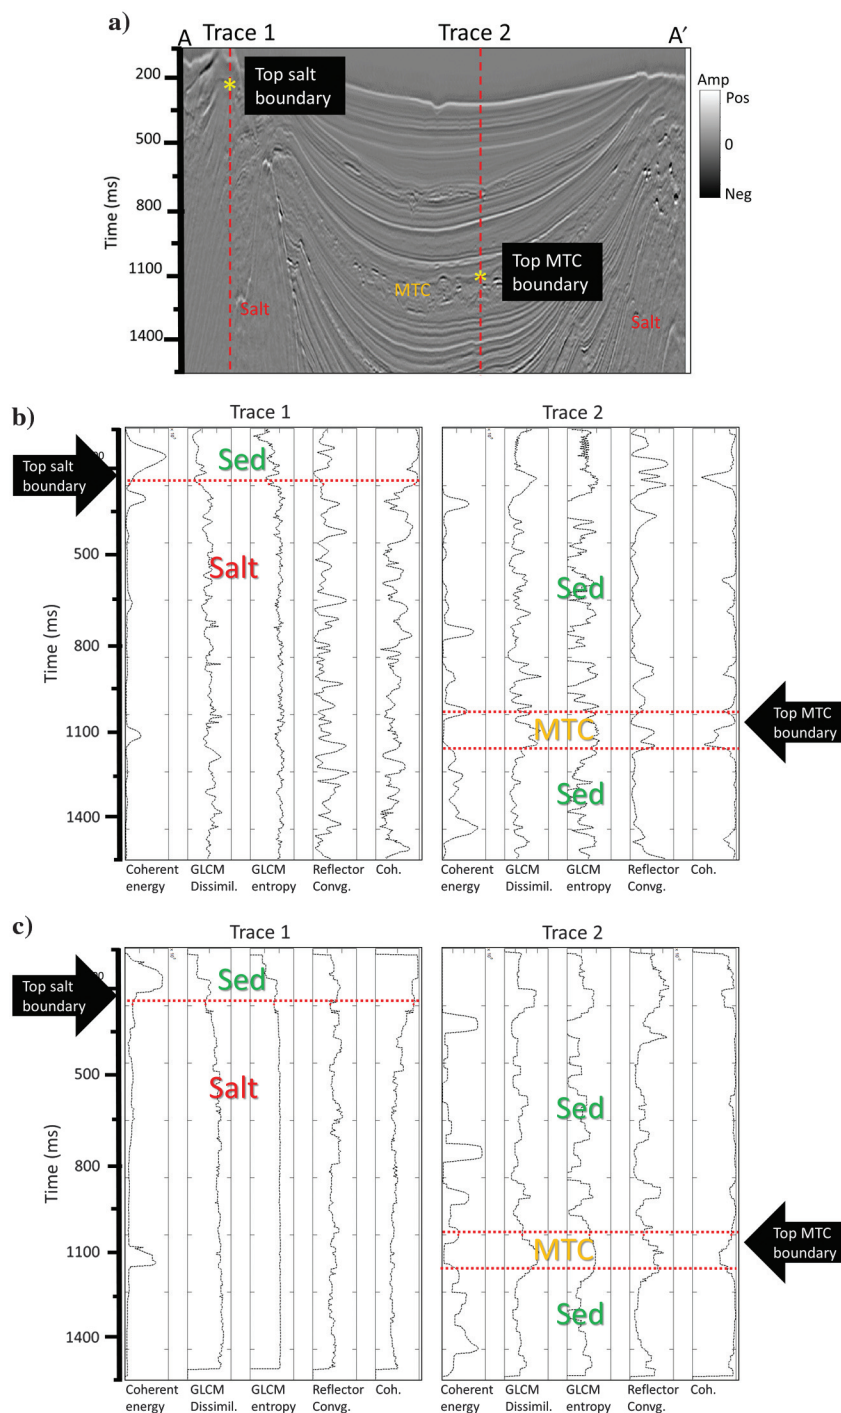 a)
A Trace 1 Trace 2 A′
Top salt
boundary
Amp
Pos
0
Neg
200
500
800
1100
1400
Time (ms)
Top MTC
boundary
MTC
Salt
Salt
b)
Trace 1 Trace 2
Top salt
boundary
Sed
Salt
500
800
1100
1400
Time (ms)
Sed
MTC
Sed
Top MTC
boundary
Coherent
energy
GLCM
Dissimil.
GLCM
entropy
Reflector
Convg.
Coh.
Coherent
energy
GLCM
Dissimil.
GLCM
entropy
Reflector
Convg.
Coh.
c)
Trace 1 Trace 2
Top salt
boundary
Sed
Salt
500
800
1100
1400
Time (ms)
Sed
MTC
Sed
Top MTC
boundary
Coherent
energy
GLCM
Dissimil.
GLCM
entropy
Reflector
Convg.
Coh.
Coherent
energy
GLCM
Dissimil.
GLCM
entropy
Reflector
Convg.
Coh.